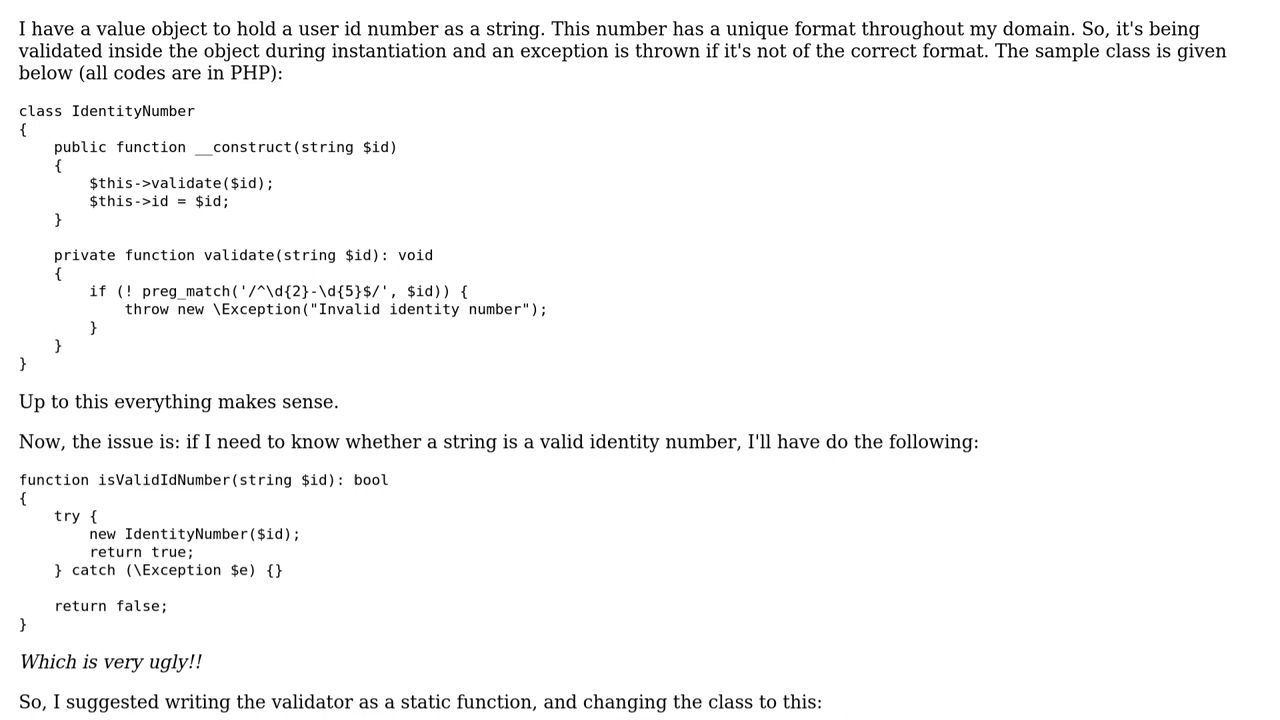 I have a value object to hold a user id number as a string. This number has a unique format throughout my domain. So, it's being
validated inside the object during instantiation and an exception is thrown if it's not of the correct format. The sample class is given
below (all codes are in PHP):
class IdentityNumber
{
    public function __construct(string $id)
    {
        $this->validate($id);
        $this->id = $id;
    }

    private function validate(string $id): void
    {
        if (! preg_match('/^\d{2}-\d{5}$/', $id)) {
            throw new \Exception("Invalid identity number");
        }
    }
}
Up to this everything makes sense.
Now, the issue is: if I need to know whether a string is a valid identity number, I'll have do the following:
function isValidIdNumber(string $id): bool
{
    try {
        new IdentityNumber($id);
        return true;
    } catch (\Exception $e) {}

    return false;
}
Which is very ugly!!
So, I suggested writing the validator as a static function, and changing the class to this: